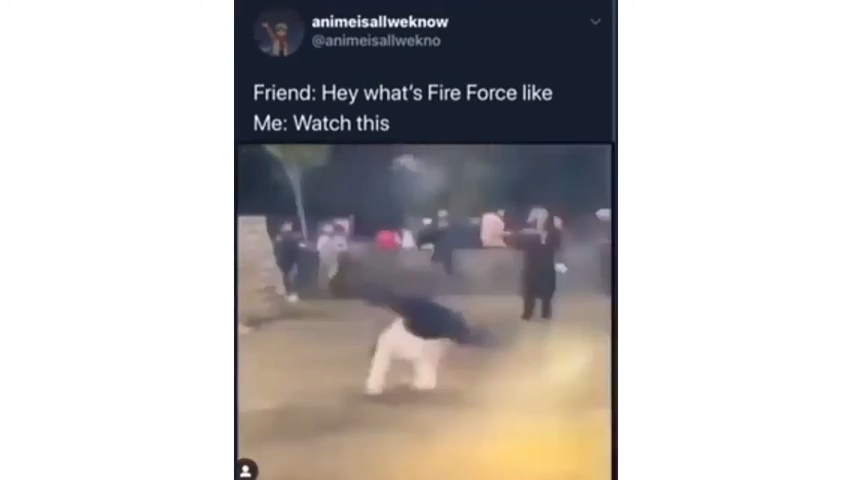 animeisallweknow
@animeisallwekno
Friend: Hey what's Fire Force like
Me: Watch this